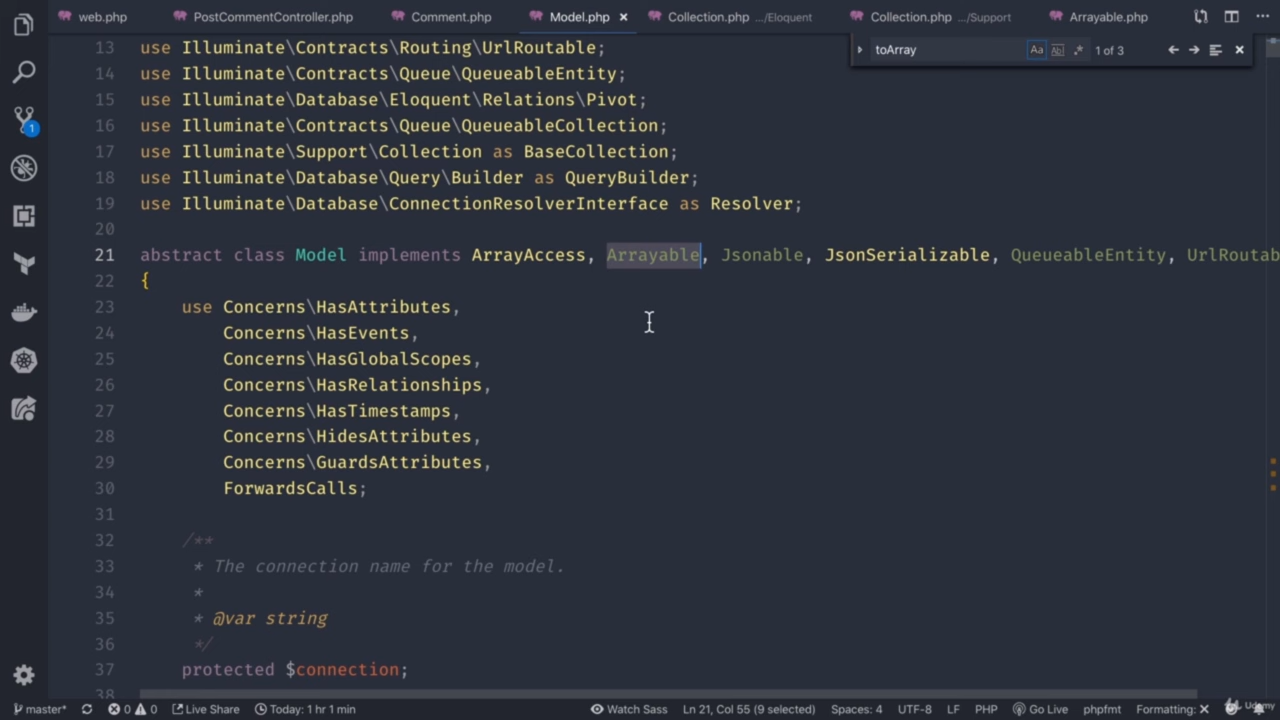 web.php PostCommentController.php Comment.php Model.php × Collection.php .../Eloquent Collection.php .../Support Arrayable.php ...
toArray Aa Abl .* 1 of 3
13 use Illuminate\Contracts\Routing\UrlRoutable;
14 use Illuminate\Contracts\Queue\QueueableEntity;
15 use Illuminate\Database\Eloquent\Relations\Pivot;
16 use Illuminate\Contracts\Queue\QueueableCollection;
17 use Illuminate\Support\Collection as BaseCollection;
18 use Illuminate\Database\Query\Builder as QueryBuilder;
19 use Illuminate\Database\ConnectionResolverInterface as Resolver;
20
21 abstract class Model implements ArrayAccess, Arrayable, Jsonable, JsonSerializable, QueueableEntity, UrlRoutab
22 {
23 use Concerns\HasAttributes,
24 Concerns\HasEvents,
25 Concerns\HasGlobalScopes,
26 Concerns\HasRelationships,
27 Concerns\HasTimestamps,
28 Concerns\HidesAttributes,
29 Concerns\GuardsAttributes,
30 ForwardsCalls;
31
32 /**
33 * The connection name for the model.
34 *
35 * @var string
36 */
37 protected $connection;
38
1
master* 0 0 Live Share Today: 1 hr 1 min Watch Sass Ln 21, Col 55 (9 selected) Spaces: 4 UTF-8 LF PHP Go Live phpfmt Formatting: × Udemy